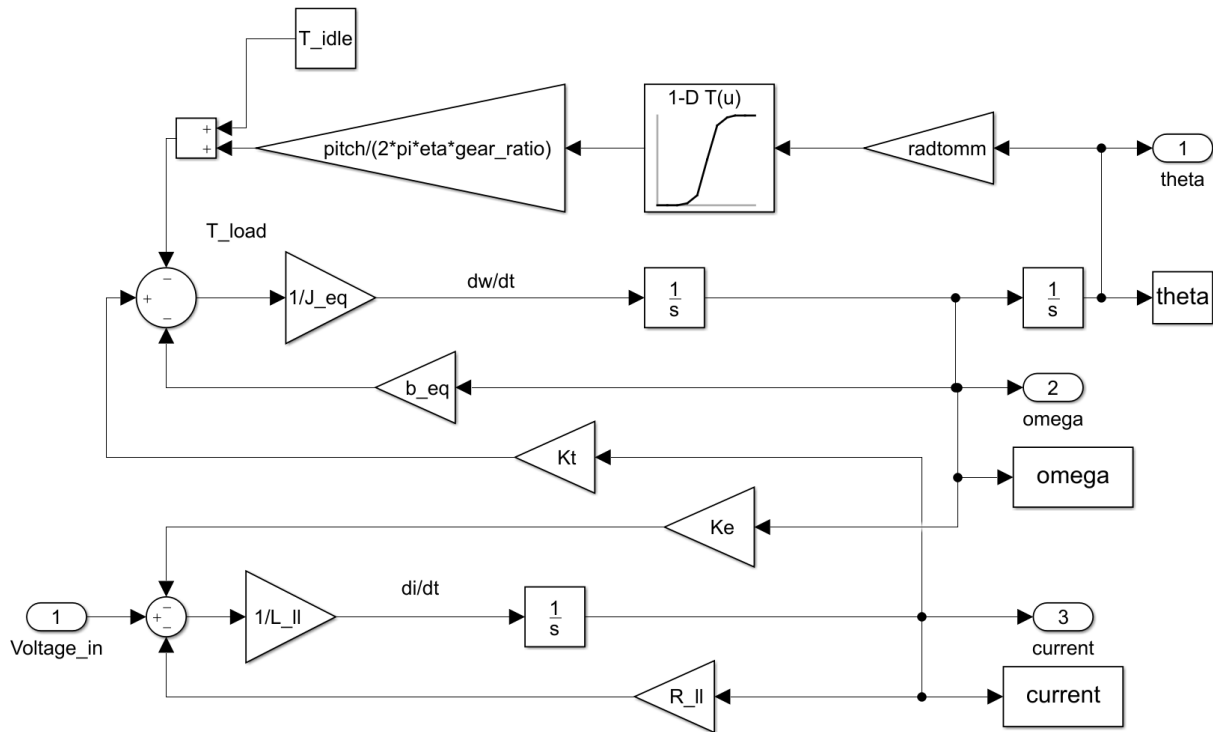 T_idle
1-D T(u)
+
+
pitch/(2*pi*eta*gear_ratio)
radtomm
1
theta
T_load
−
+
−
1/J_eq
dw/dt
1
s
1
s
theta
b_eq
2
omega
Kt
omega
Ke
1
Voltage_in
−
+
−
1/L_ll
di/dt
1
s
3
current
R_ll
current